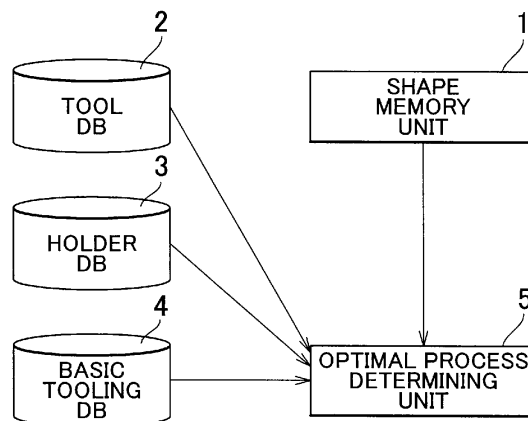 2
TOOL
DB
1
SHAPE
MEMORY
UNIT
3
HOLDER
DB
4
BASIC
TOOLING
DB
5
OPTIMAL PROCESS
DETERMINING
UNIT